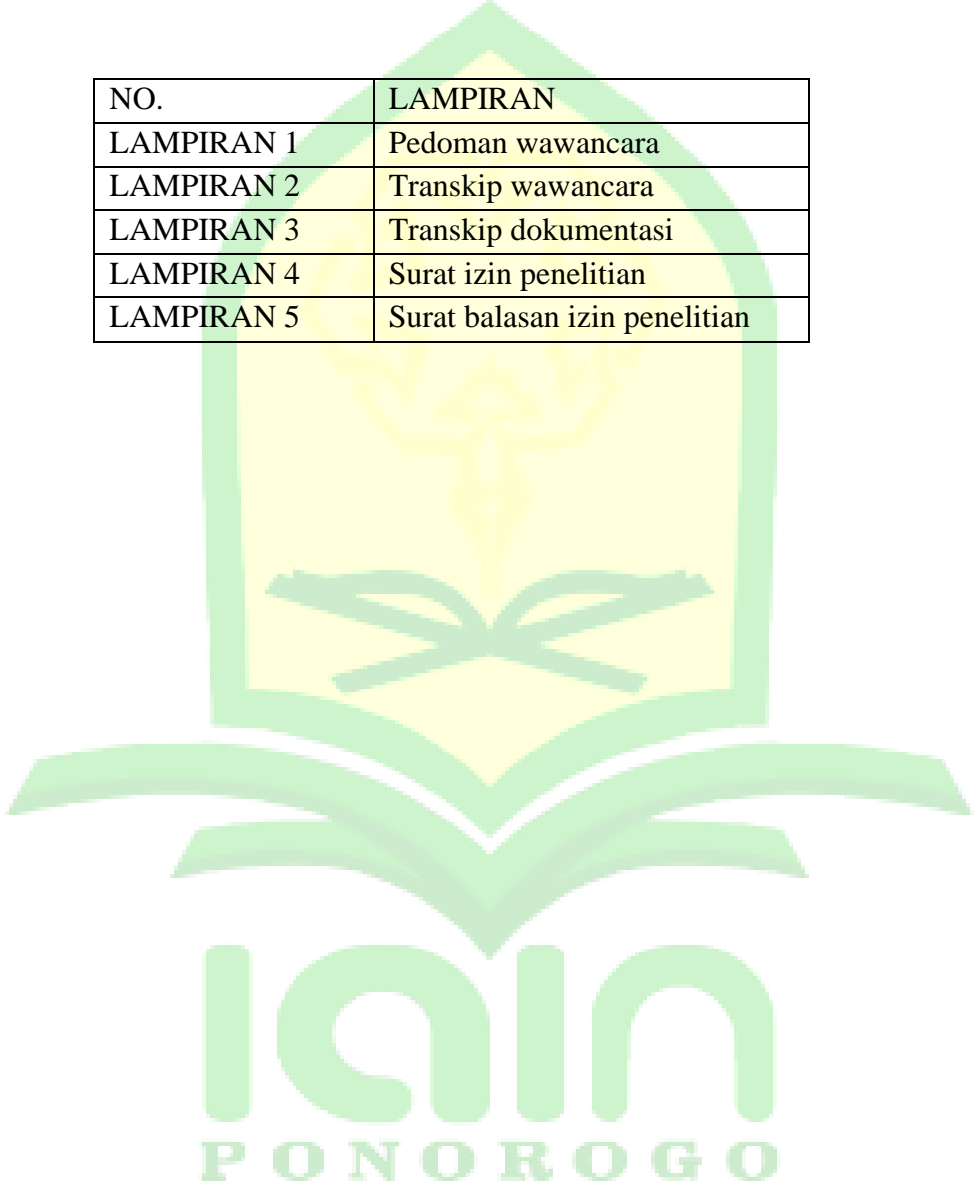 NO. LAMPIRAN
LAMPIRAN 1 Pedoman wawancara
LAMPIRAN 2 Transkip wawancara
LAMPIRAN 3 Transkip dokumentasi
LAMPIRAN 4 Surat izin penelitian
LAMPIRAN 5 Surat balasan izin penelitian
iain
PONOROGO